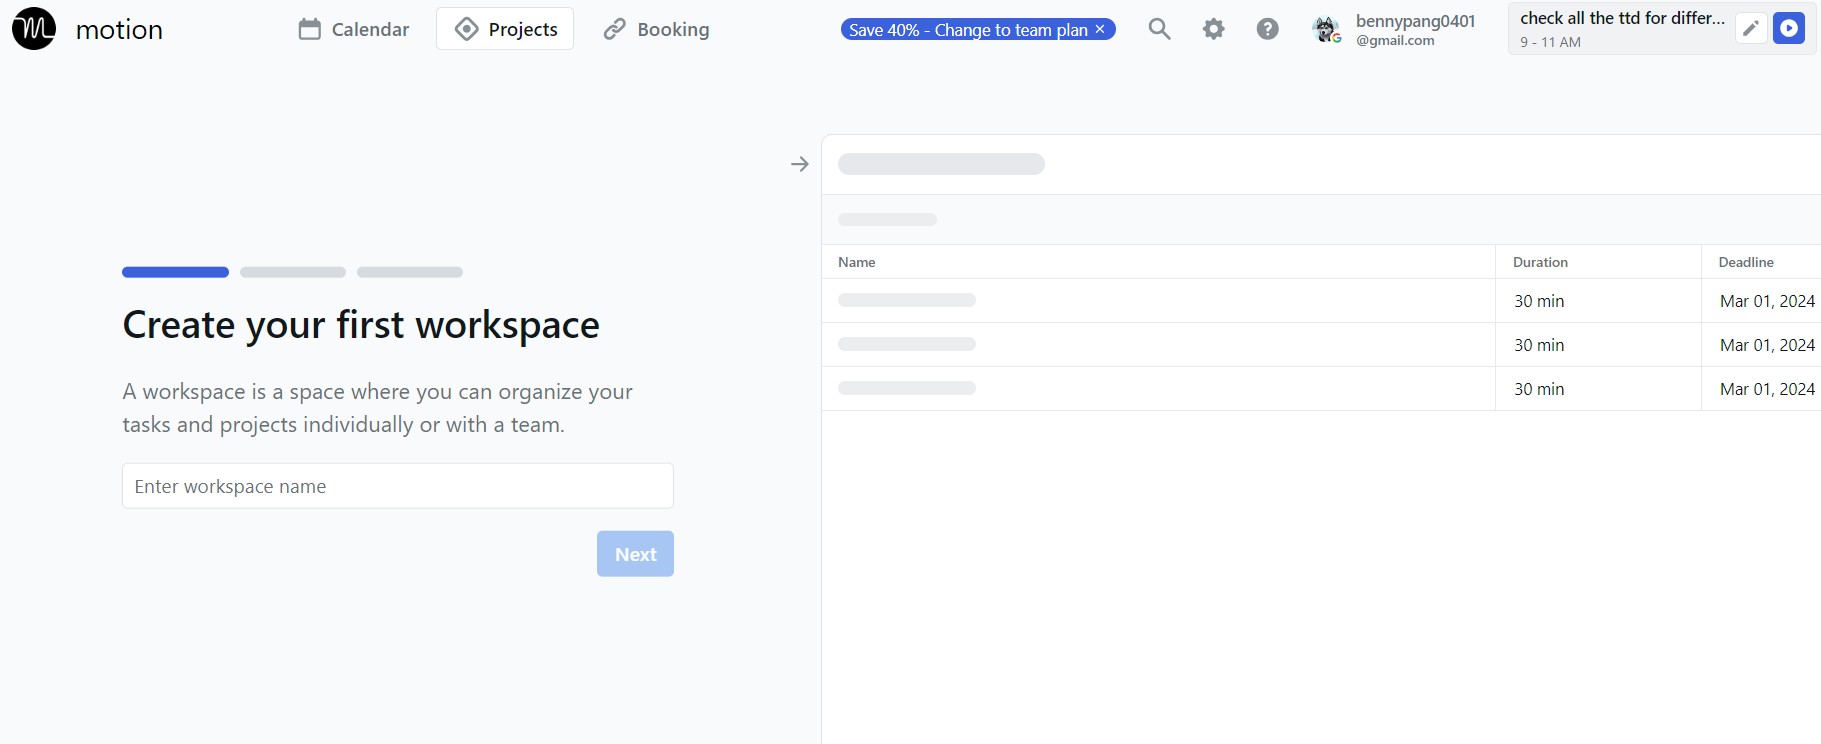 motion
Calendar
Projects
Booking
Save 40% - Change to team plan ×
bennypang0401
@gmail.com
check all the ttd for differ...
9 - 11 AM
Create your first workspace
A workspace is a space where you can organize your
tasks and projects individually or with a team.
Enter workspace name
Next
Name Duration Deadline
30 min Mar 01, 2024
30 min Mar 01, 2024
30 min Mar 01, 2024